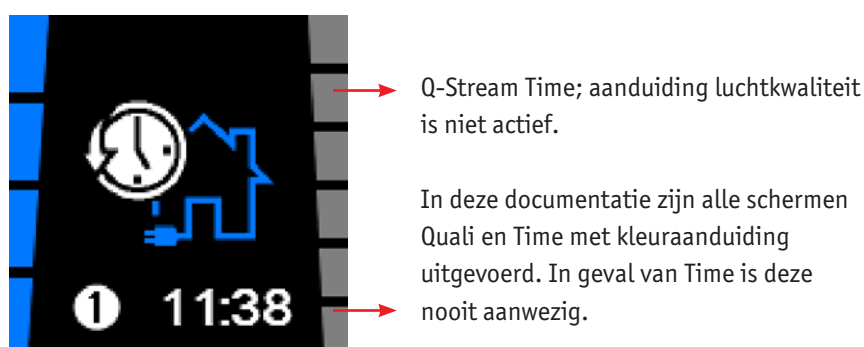 Q-Stream Time; aanduiding luchtkwaliteit
is niet actief.
In deze documentatie zijn alle schermen
Quali en Time met kleuraanduiding
uitgevoerd. In geval van Time is deze
nooit aanwezig.
1 11:38